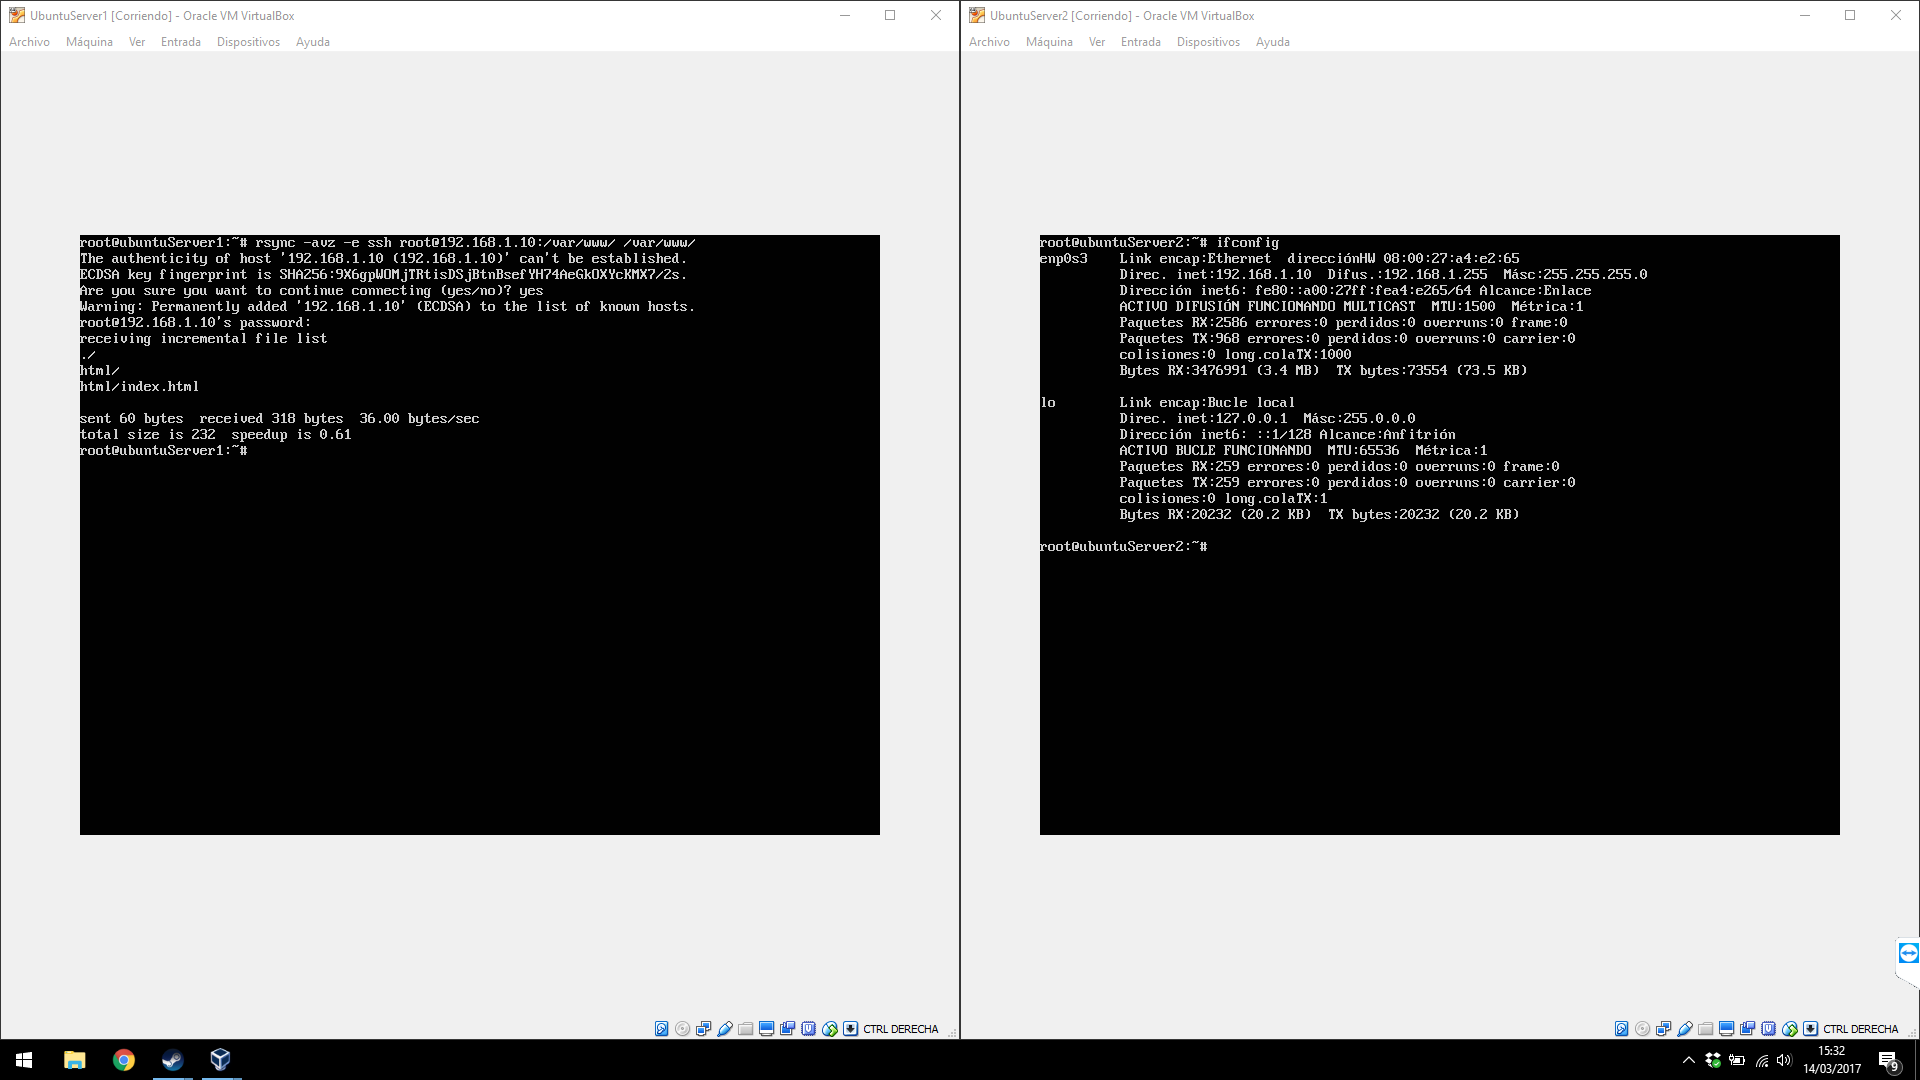 UbuntuServer1 [Corriendo] - Oracle VM VirtualBox
Archivo Máquina Ver Entrada Dispositivos Ayuda
root@ubuntuServer1:~# rsync -avz -e ssh root@192.168.1.10:/var/www/ /var/www/
The authenticity of host '192.168.1.10 (192.168.1.10)' can't be established.
ECDSA key fingerprint is SHA256:9X6gpWOMjTRtisDSjBtnBsefYH74AeGkOXYcKMX7/2s.
Are you sure you want to continue connecting (yes/no)? yes
Warning: Permanently added '192.168.1.10' (ECDSA) to the list of known hosts.
root@192.168.1.10's password:
receiving incremental file list
./
html/
html/index.html
sent 60 bytes  received 318 bytes  36.00 bytes/sec
total size is 232  speedup is 0.61
root@ubuntuServer1:~#
CTRL DERECHA
UbuntuServer2 [Corriendo] - Oracle VM VirtualBox
Archivo Máquina Ver Entrada Dispositivos Ayuda
root@ubuntuServer2:~# ifconfig
enp0s3    Link encap:Ethernet  direcciónHW 08:00:27:a4:e2:65
Direc. inet:192.168.1.10  Difus.:192.168.1.255  Másc:255.255.255.0
Dirección inet6: fe80::a00:27ff:fea4:e265/64 Alcance:Enlace
ACTIVO DIFUSIÓN FUNCIONANDO MULTICAST  MTU:1500  Métrica:1
Paquetes RX:2586 errores:0 perdidos:0 overruns:0 frame:0
Paquetes TX:968 errores:0 perdidos:0 overruns:0 carrier:0
colisiones:0 long.colaTX:1000
Bytes RX:3476991 (3.4 MB)  TX bytes:73554 (73.5 KB)
lo        Link encap:Bucle local
Direc. inet:127.0.0.1  Másc:255.0.0.0
Dirección inet6: ::1/128 Alcance:Anfitrión
ACTIVO BUCLE FUNCIONANDO  MTU:65536  Métrica:1
Paquetes RX:259 errores:0 perdidos:0 overruns:0 frame:0
Paquetes TX:259 errores:0 perdidos:0 overruns:0 carrier:0
colisiones:0 long.colaTX:1
Bytes RX:20232 (20.2 KB)  TX bytes:20232 (20.2 KB)
root@ubuntuServer2:~#
CTRL DERECHA
15:32
14/03/2017
9